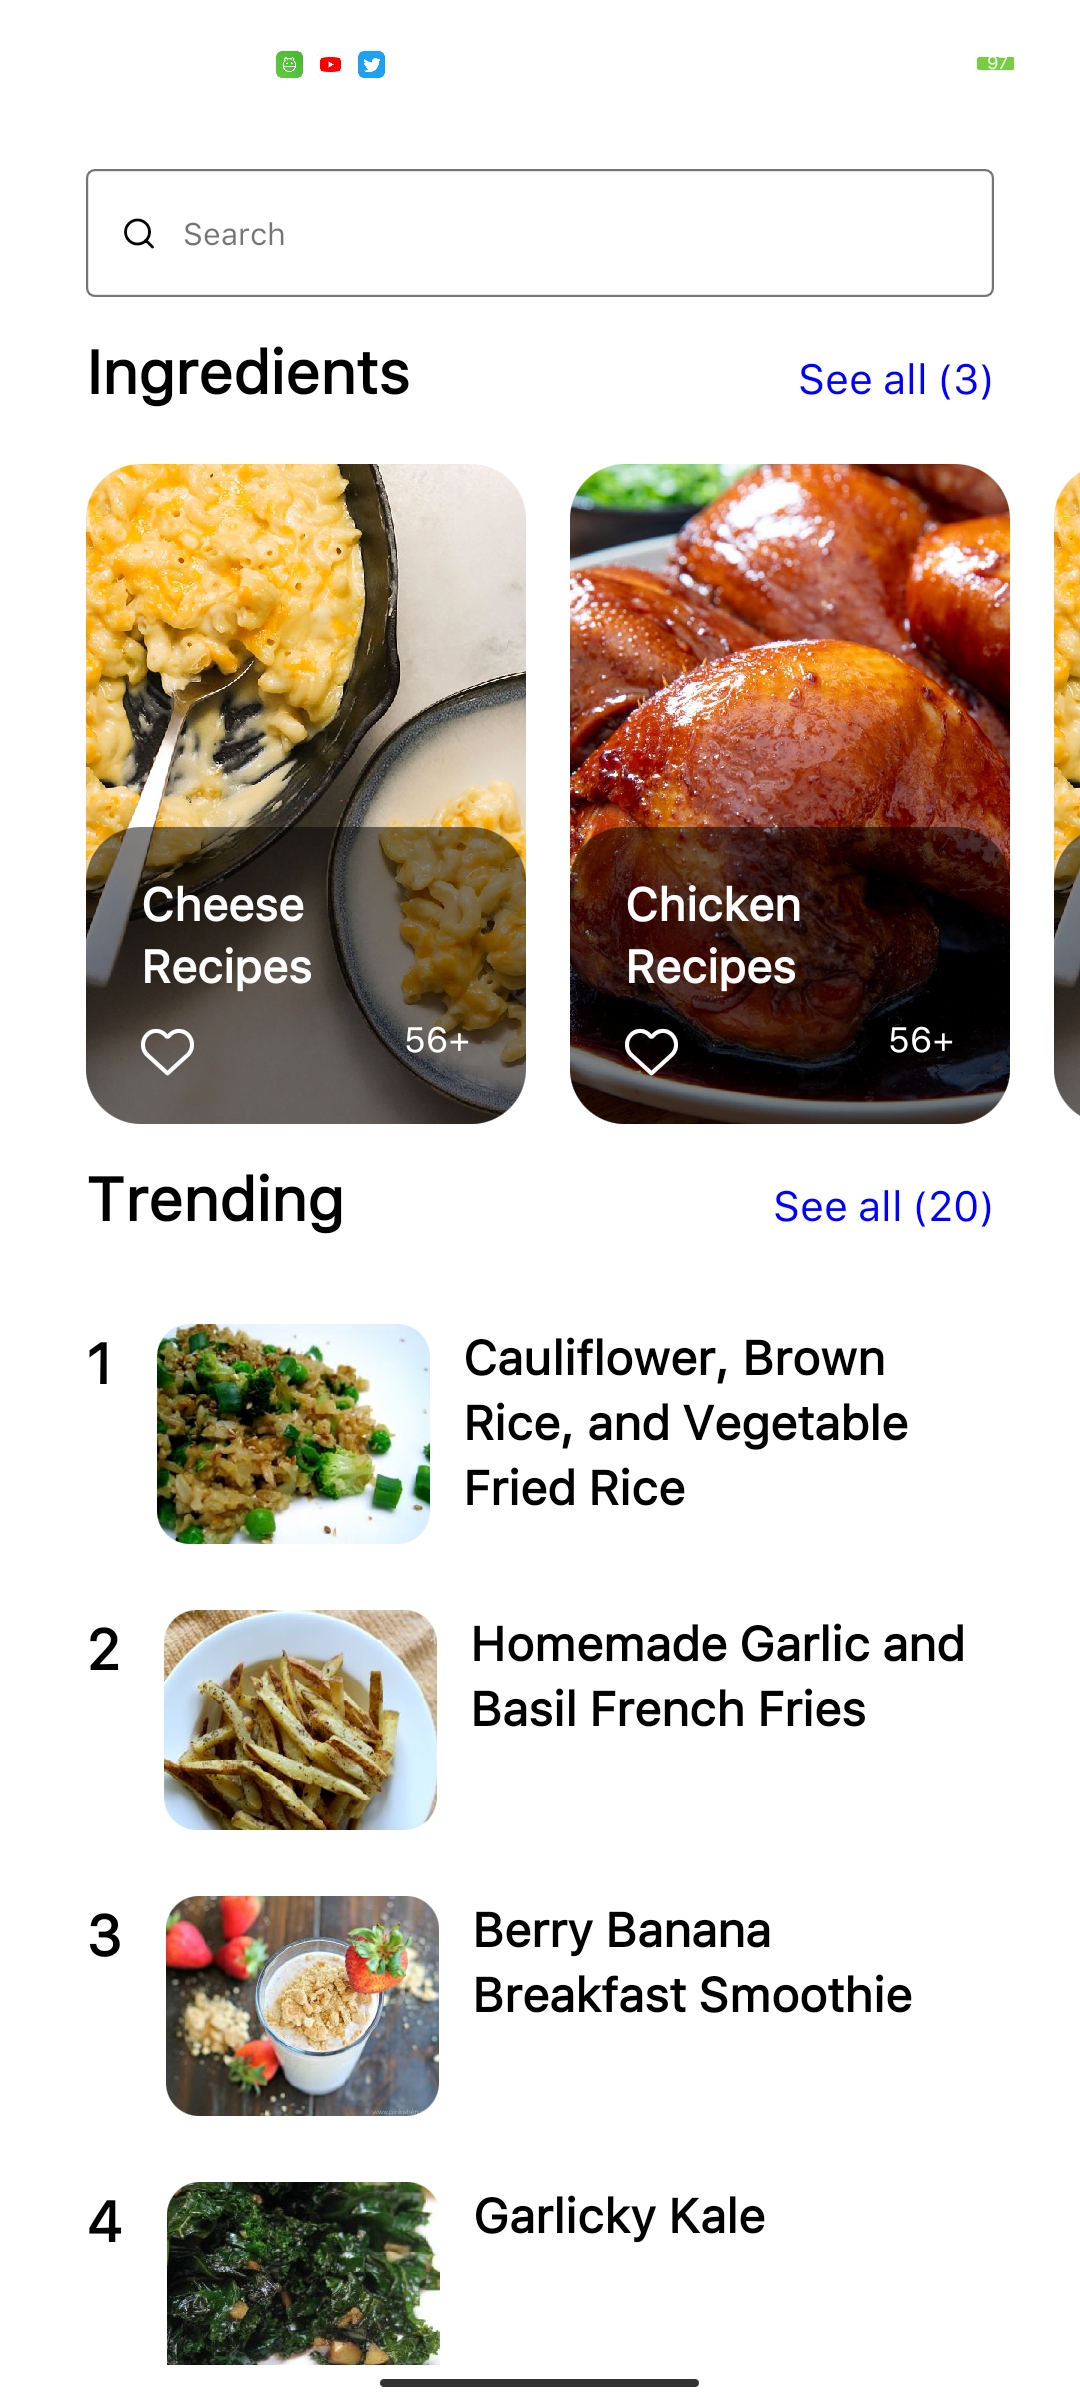 97
Search
Ingredients
See all (3)
Cheese
Recipes
56+
Chicken
Recipes
56+
Trending
See all (20)
1
Cauliflower, Brown
Rice, and Vegetable
Fried Rice
2
Homemade Garlic and
Basil French Fries
3
Berry Banana
Breakfast Smoothie
4
Garlicky Kale